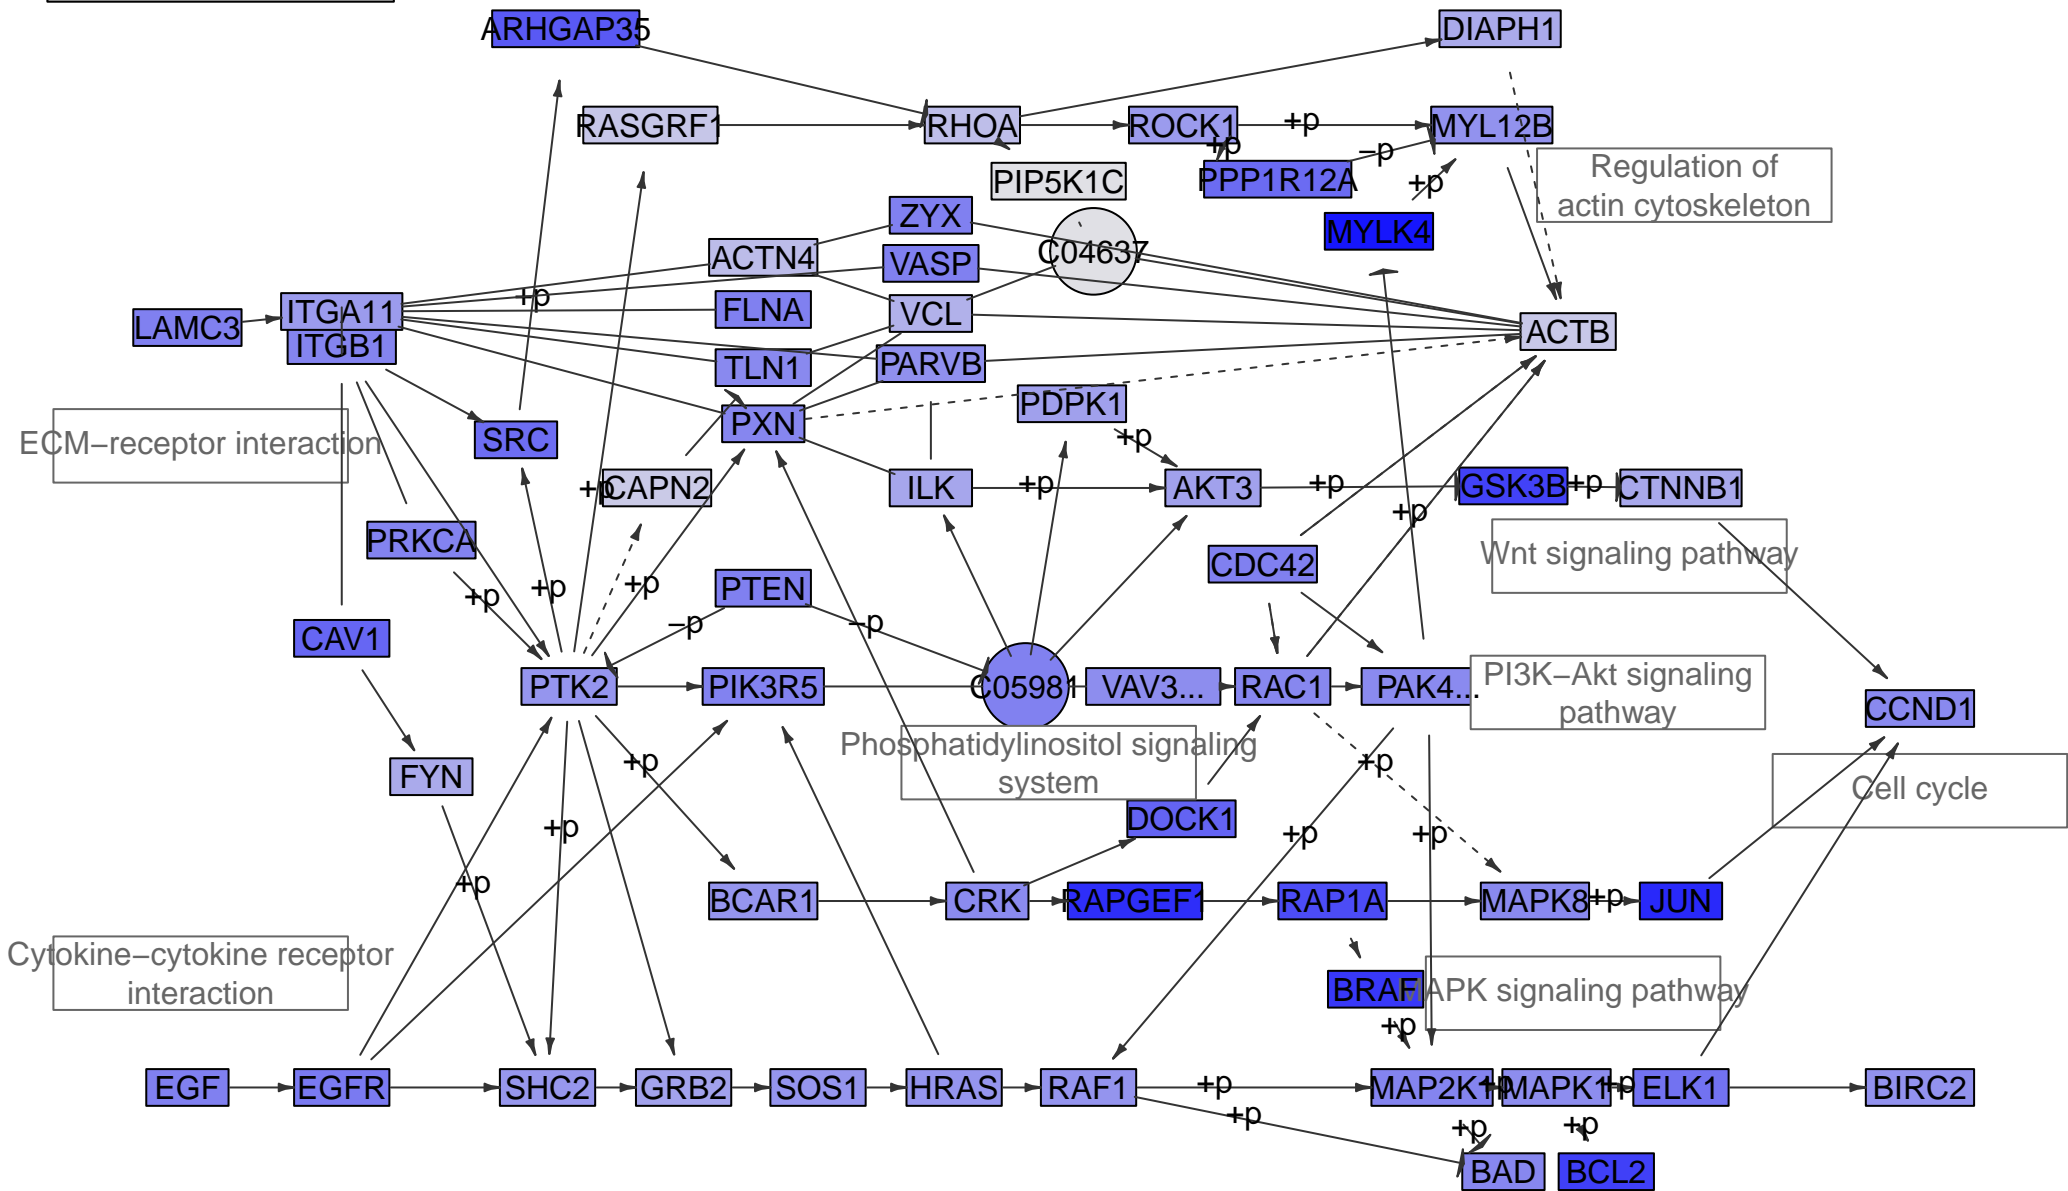 ARHGAP35
DIAPH1
RASGRF1
RHOA
ROCK1
+p
MYL12B
+p
−p
PIP5K1C
PPP1R12A
+p
Regulation of
actin cytoskeleton
ZYX
MYLK4
ACTN4
VASP
C04637
+p
ITGA11
FLNA
VCL
LAMC3
ITGB1
ACTB
TLN1
PARVB
PDPK1
PXN
+p
ECM−receptor interaction
SRC
+p
CAPN2
ILK
+p
AKT3
+p
GSK3B
+p
CTNNB1
+p
PRKCA
Wnt signaling pathway
CDC42
+p
+p
+p
PTEN
−p
−p
CAV1
PTK2
PIK3R5
C05981
VAV3...
RAC1
PAK4...
PI3K−Akt signaling
pathway
CCND1
Phosphatidylinositol signaling
system
FYN
+p
+p
Cell cycle
DOCK1
+p
+p
+p
+p
BCAR1
CRK
RAPGEF1
RAP1A
MAPK8
+p
JUN
Cytokine−cytokine receptor
interaction
BRAF
MAPK signaling pathway
+p
EGF
EGFR
SHC2
GRB2
SOS1
HRAS
RAF1
+p
MAP2K1
+p
MAPK1
+p
ELK1
BIRC2
+p
+p
+p
BAD
BCL2